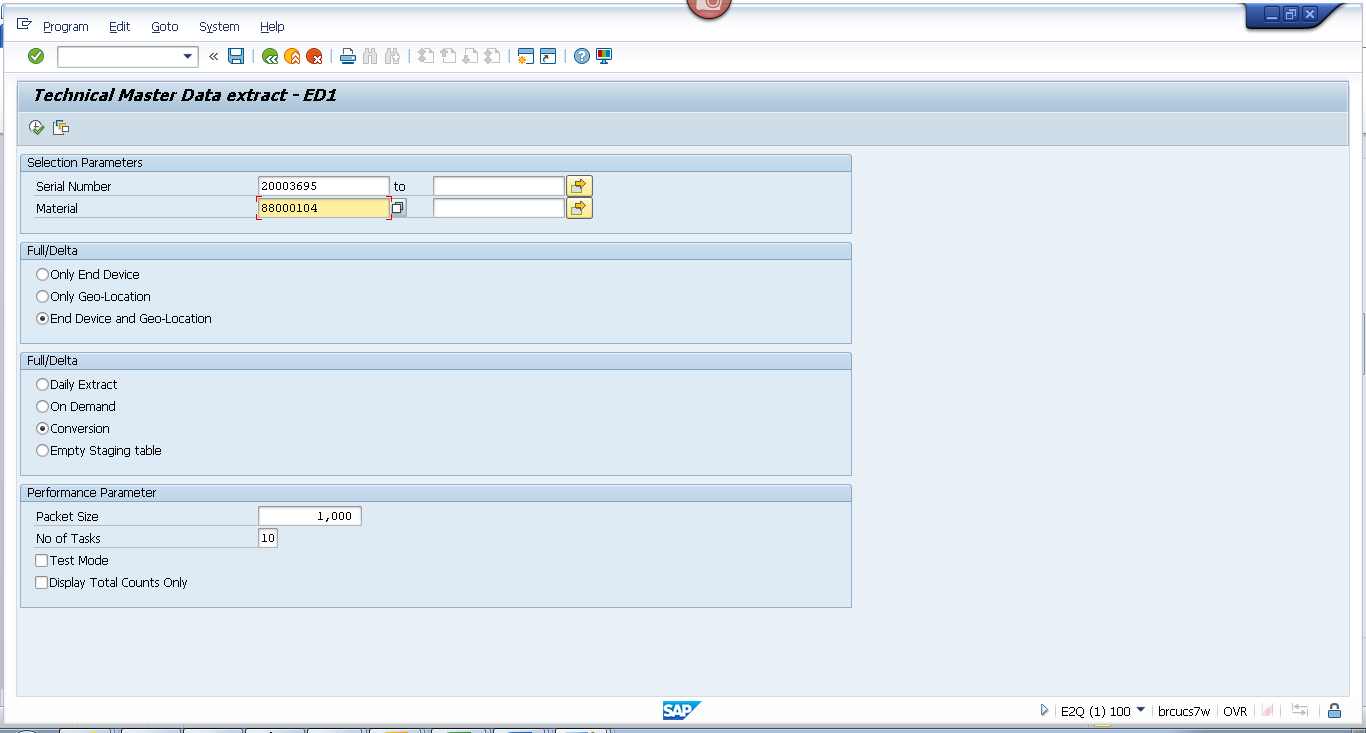 Program Edit Goto System Help
Technical Master Data extract - ED1
Selection Parameters
Serial Number 20003695 to
Material 88000104
Full/Delta
Only End Device
Only Geo-Location
End Device and Geo-Location
Full/Delta
Daily Extract
On Demand
Conversion
Empty Staging table
Performance Parameter
Packet Size 1,000
No of Tasks 10
Test Mode
Display Total Counts Only
SAP E2Q (1) 100 brcucs7w OVR